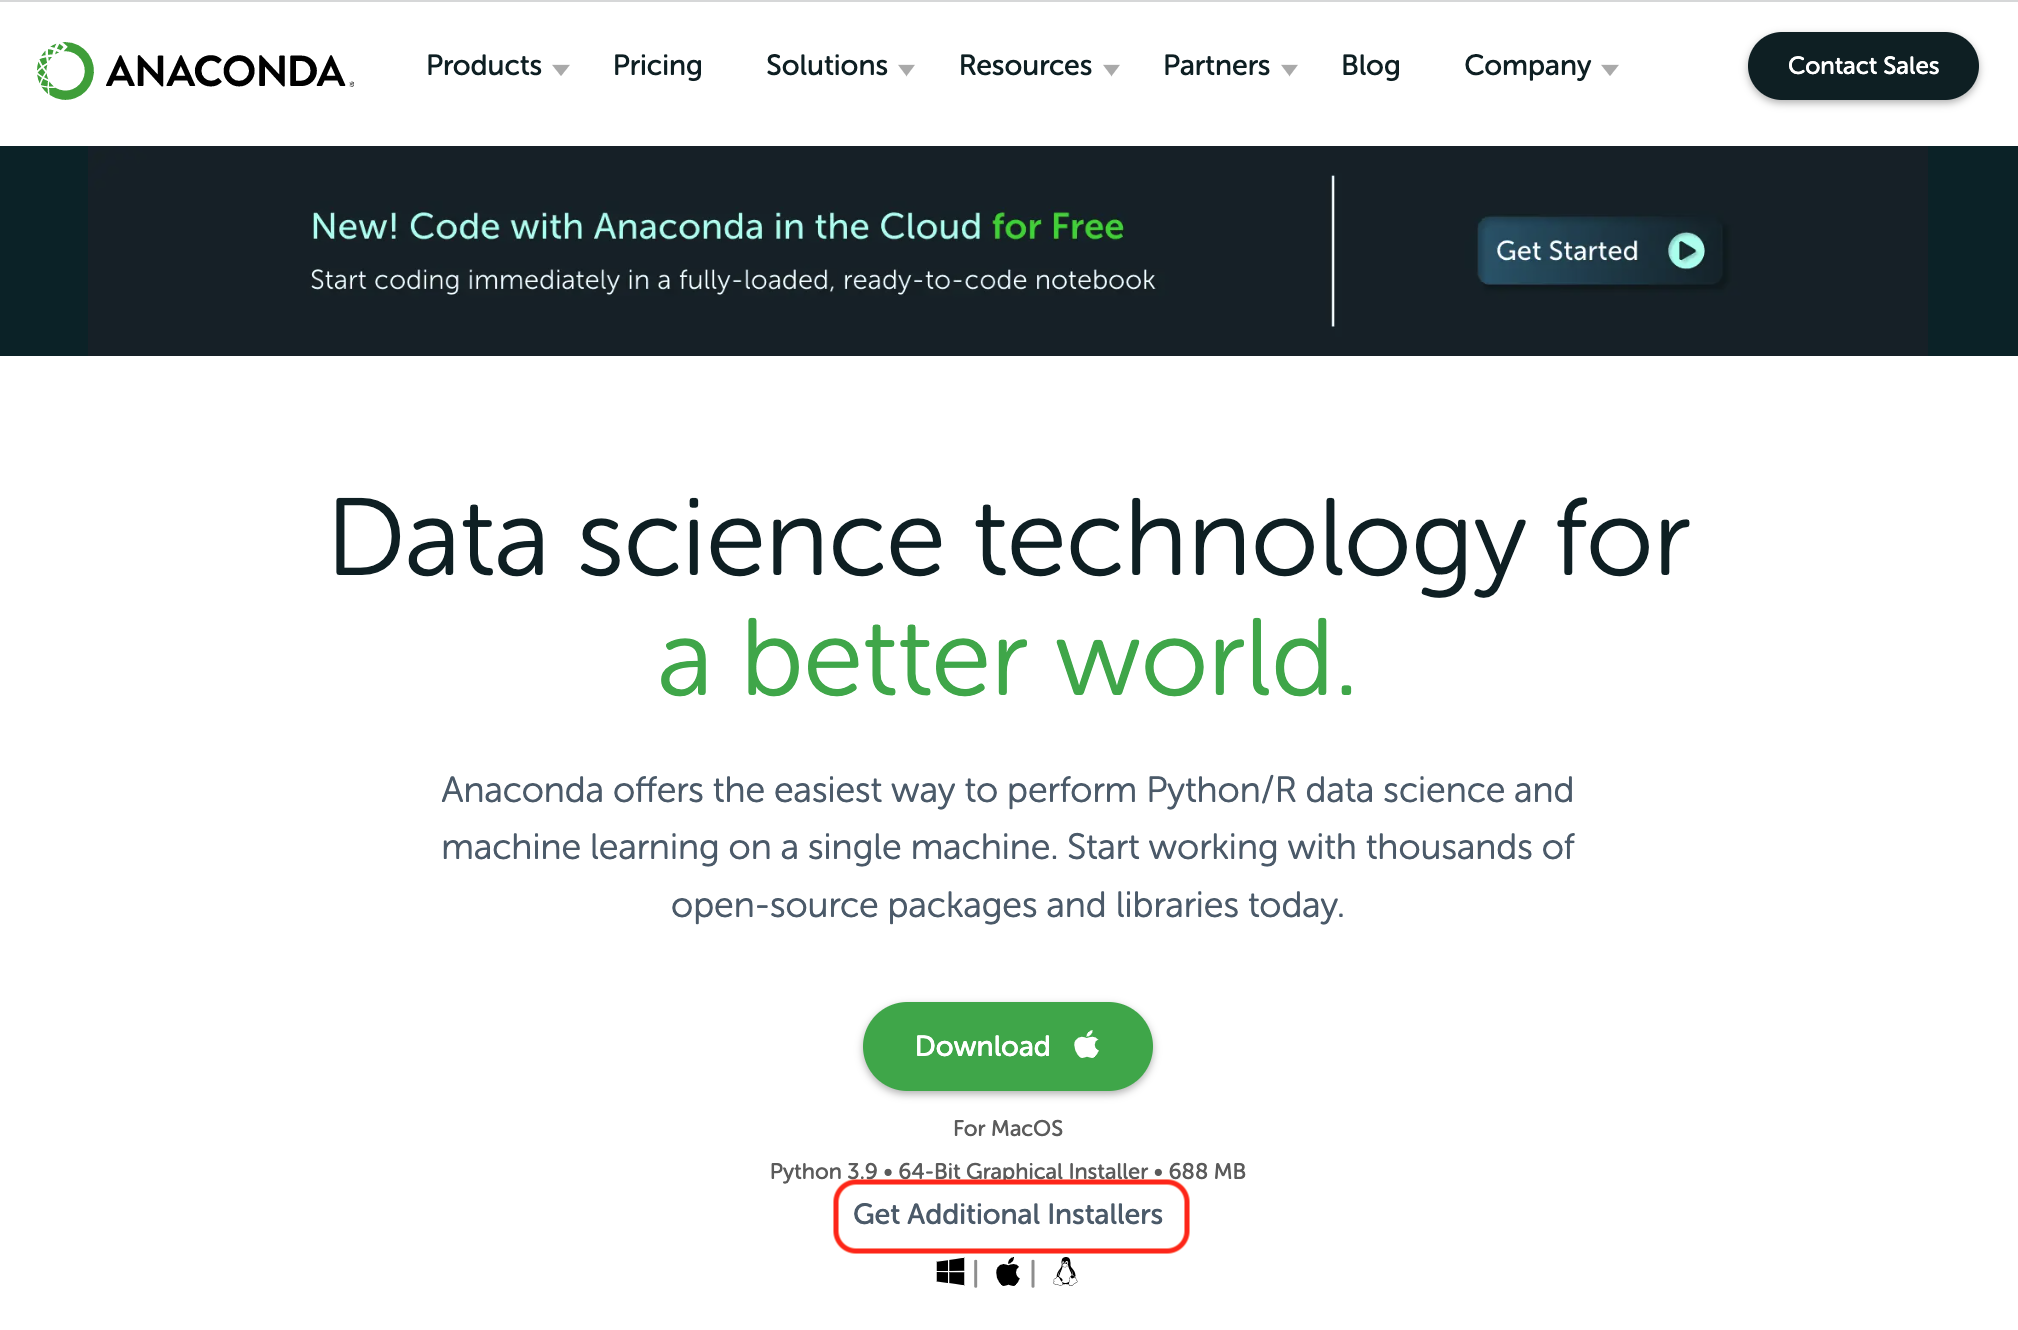 ANACONDA.
Products Pricing Solutions Resources Partners Blog Company Contact Sales
New! Code with Anaconda in the Cloud for Free
Start coding immediately in a fully-loaded, ready-to-code notebook
Get Started
Data science technology for
a better world.
Anaconda offers the easiest way to perform Python/R data science and
machine learning on a single machine. Start working with thousands of
open-source packages and libraries today.
Download
For MacOS
Python 3.9 • 64-Bit Graphical Installer • 688 MB
Get Additional Installers